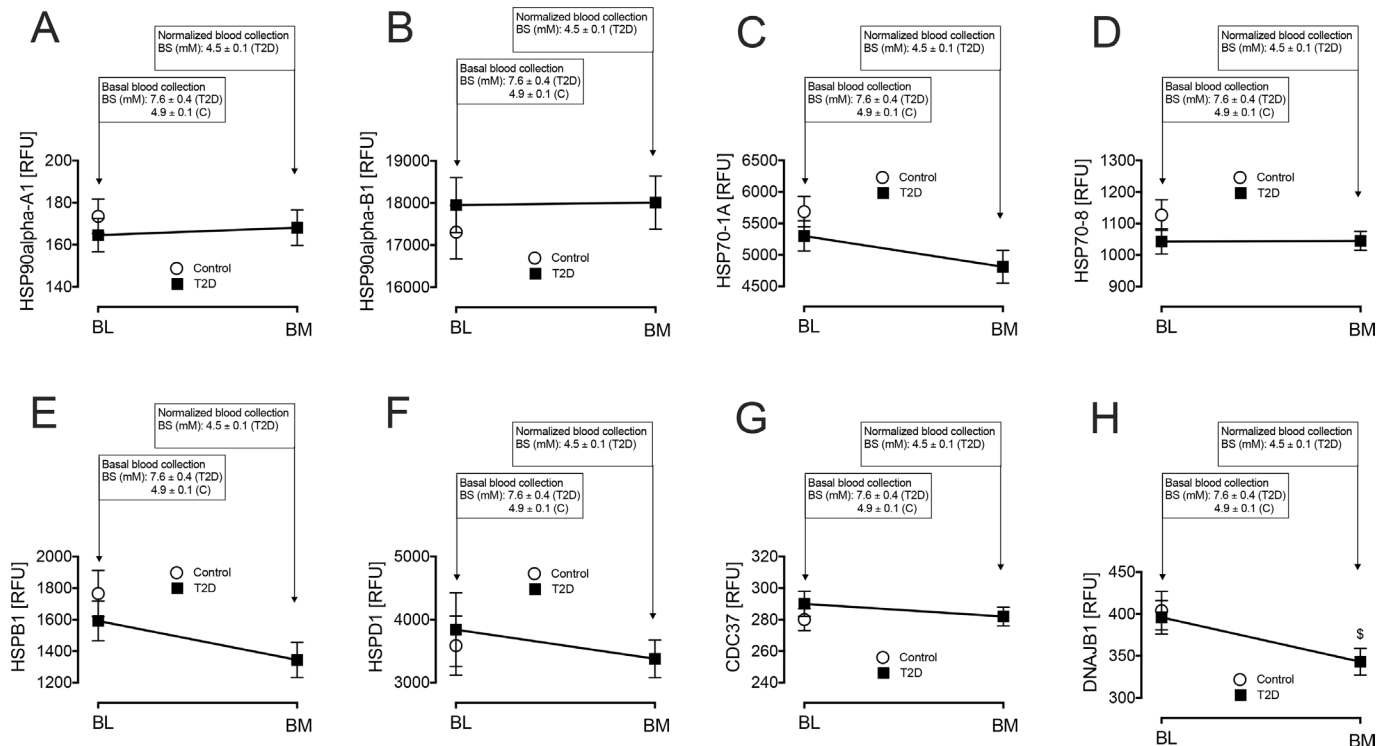 A
Normalized blood collection
BS (mM): 4.5 ± 0.1 (T2D)
Basal blood collection
BS (mM): 7.6 ± 0.4 (T2D)
4.9 ± 0.1 (C)
HSP90alpha-A1 [RFU]
200
180
160
140
Control
T2D
BL
BM
B
Normalized blood collection
BS (mM): 4.5 ± 0.1 (T2D)
Basal blood collection
BS (mM): 7.6 ± 0.4 (T2D)
4.9 ± 0.1 (C)
HSP90alpha-B1 [RFU]
19000
18000
17000
16000
Control
T2D
BL
BM
C
Normalized blood collection
BS (mM): 4.5 ± 0.1 (T2D)
Basal blood collection
BS (mM): 7.6 ± 0.4 (T2D)
4.9 ± 0.1 (C)
HSP70-1A [RFU]
6500
6000
5500
5000
4500
Control
T2D
BL
BM
D
Normalized blood collection
BS (mM): 4.5 ± 0.1 (T2D)
Basal blood collection
BS (mM): 7.6 ± 0.4 (T2D)
4.9 ± 0.1 (C)
HSP70-8 [RFU]
1300
1200
1100
1000
900
Control
T2D
BL
BM
E
Normalized blood collection
BS (mM): 4.5 ± 0.1 (T2D)
Basal blood collection
BS (mM): 7.6 ± 0.4 (T2D)
4.9 ± 0.1 (C)
HSPB1 [RFU]
2000
1800
1600
1400
1200
Control
T2D
BL
BM
F
Normalized blood collection
BS (mM): 4.5 ± 0.1 (T2D)
Basal blood collection
BS (mM): 7.6 ± 0.4 (T2D)
4.9 ± 0.1 (C)
HSPD1 [RFU]
5000
4000
3000
Control
T2D
BL
BM
G
Normalized blood collection
BS (mM): 4.5 ± 0.1 (T2D)
Basal blood collection
BS (mM): 7.6 ± 0.4 (T2D)
4.9 ± 0.1 (C)
CDC37 [RFU]
320
300
280
260
240
Control
T2D
BL
BM
H
Normalized blood collection
BS (mM): 4.5 ± 0.1 (T2D)
Basal blood collection
BS (mM): 7.6 ± 0.4 (T2D)
4.9 ± 0.1 (C)
DNAJB1 [RFU]
450
400
350
300
$
Control
T2D
BL
BM